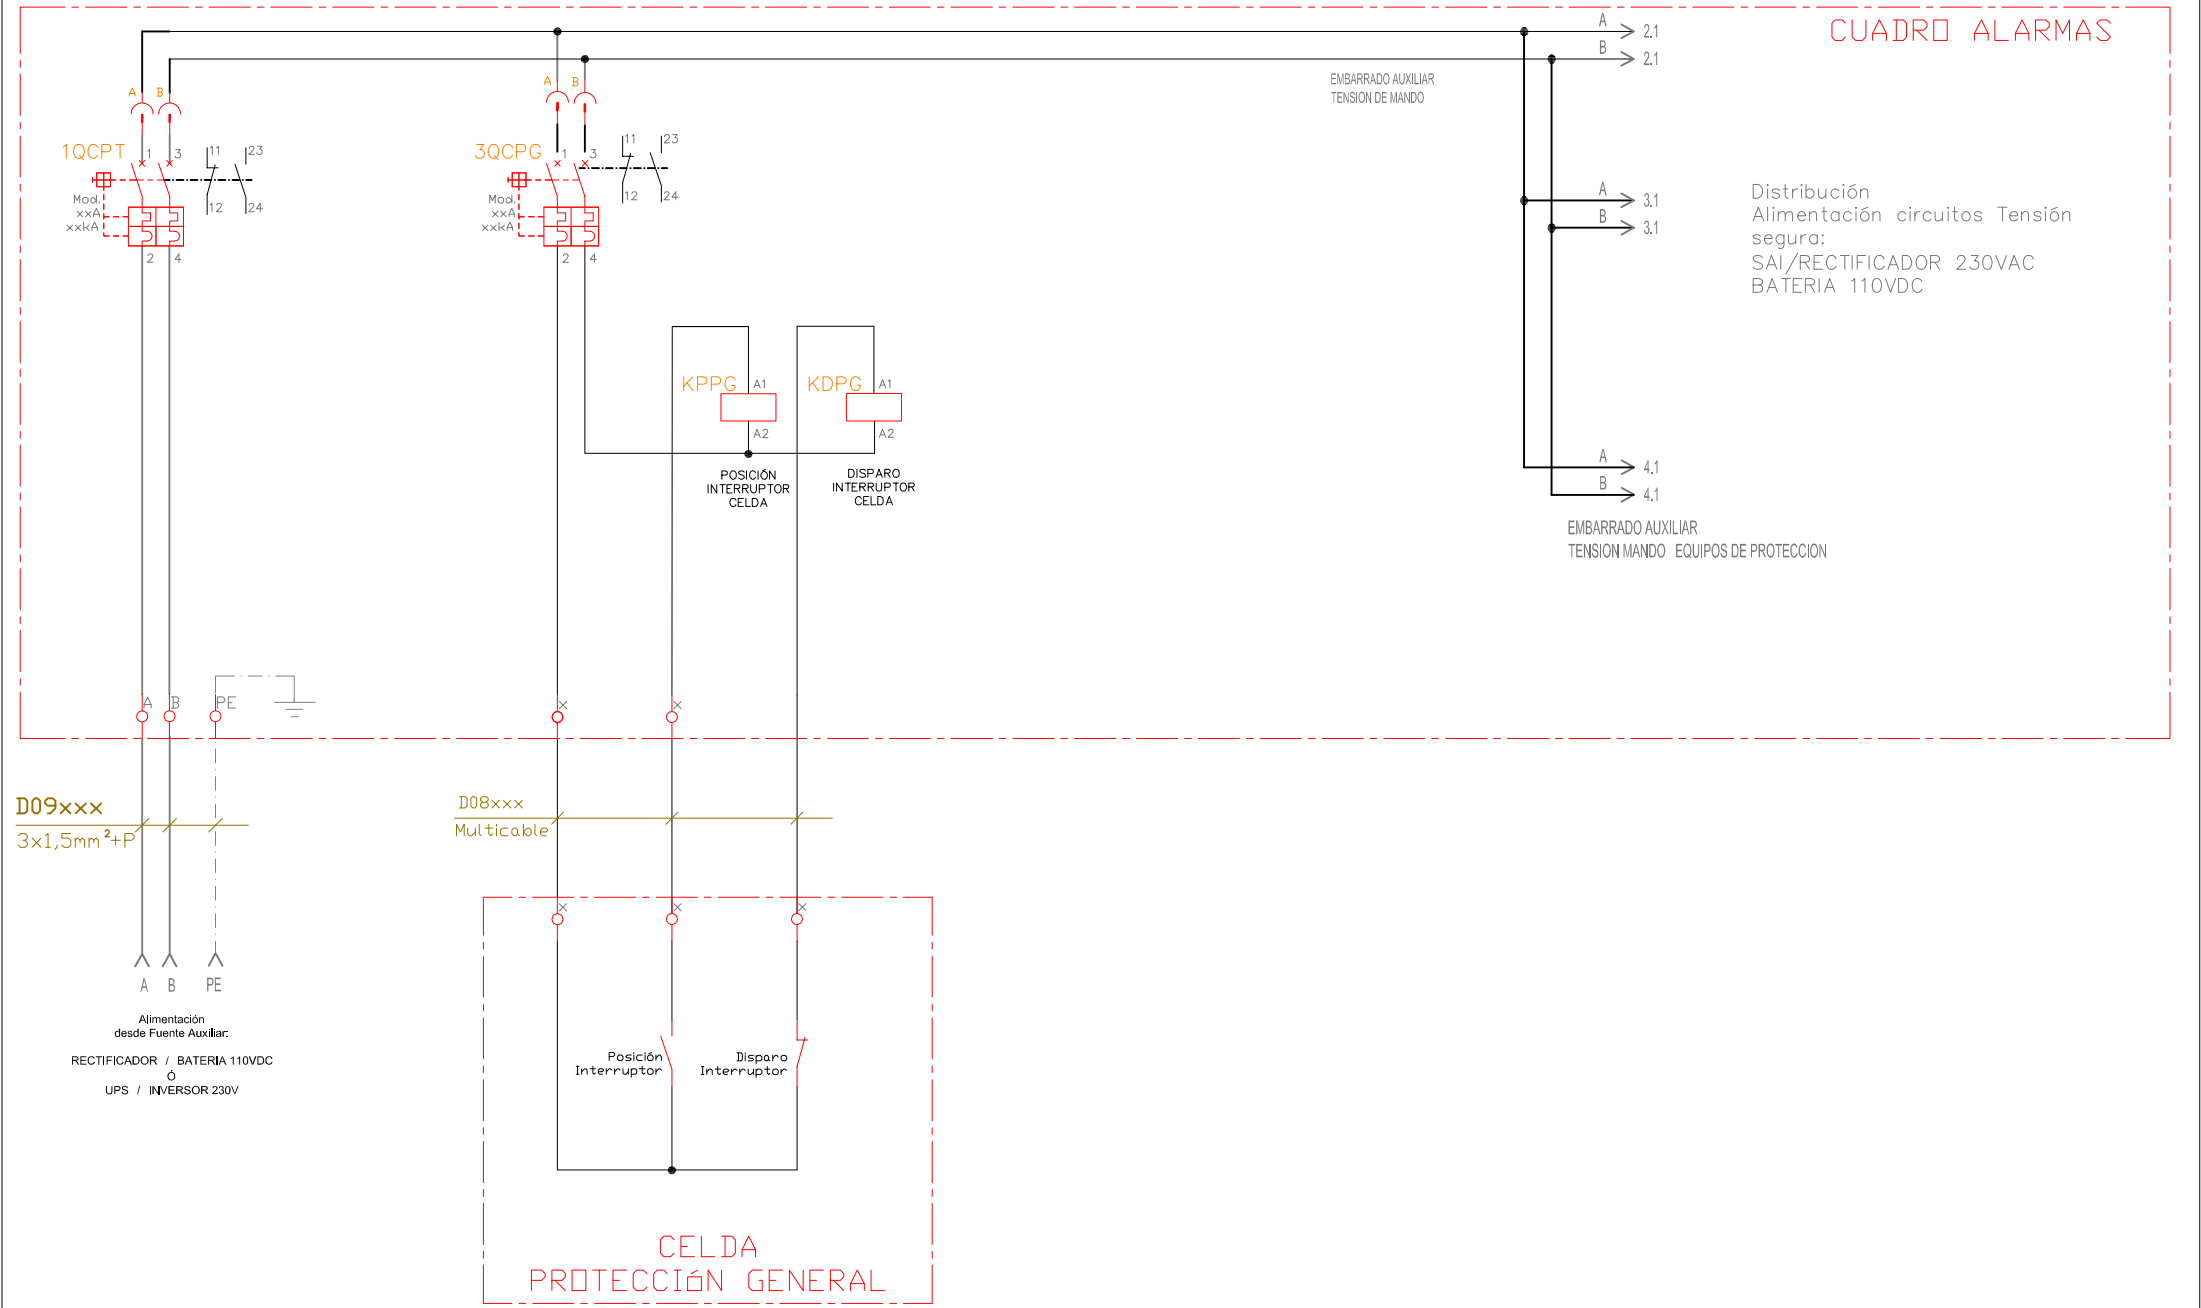 CUADRO ALARMAS
A 2.1
B 2.1
EMBARRADO AUXILIAR
TENSION DE MANDO
A B
A B
1QCPT 1 3 11 23
Mod.
xxA
xxkA
12 24
2 4
3QCPG 1 3 11 23
Mod.
xxA
xxkA
12 24
2 4
A 3.1
B 3.1
Distribución
Alimentación circuitos Tensión
segura:
SAI/RECTIFICADOR 230VAC
BATERIA 110VDC
KPPG A1
A2
KDPG A1
A2
POSICIÓN
INTERRUPTOR
CELDA
DISPARO
INTERRUPTOR
CELDA
A 4.1
B 4.1
EMBARRADO AUXILIAR
TENSION MANDO EQUIPOS DE PROTECCION
A B PE
x x
D09xxx
3x1,5mm²+P
D08xxx
Multicable
x x x
A B PE
Alimentación
desde Fuente Auxiliar:
RECTIFICADOR / BATERIA 110VDC
Ó
UPS / INVERSOR 230V
Posición
Interruptor
Disparo
Interruptor
CELDA
PROTECCIóN GENERAL